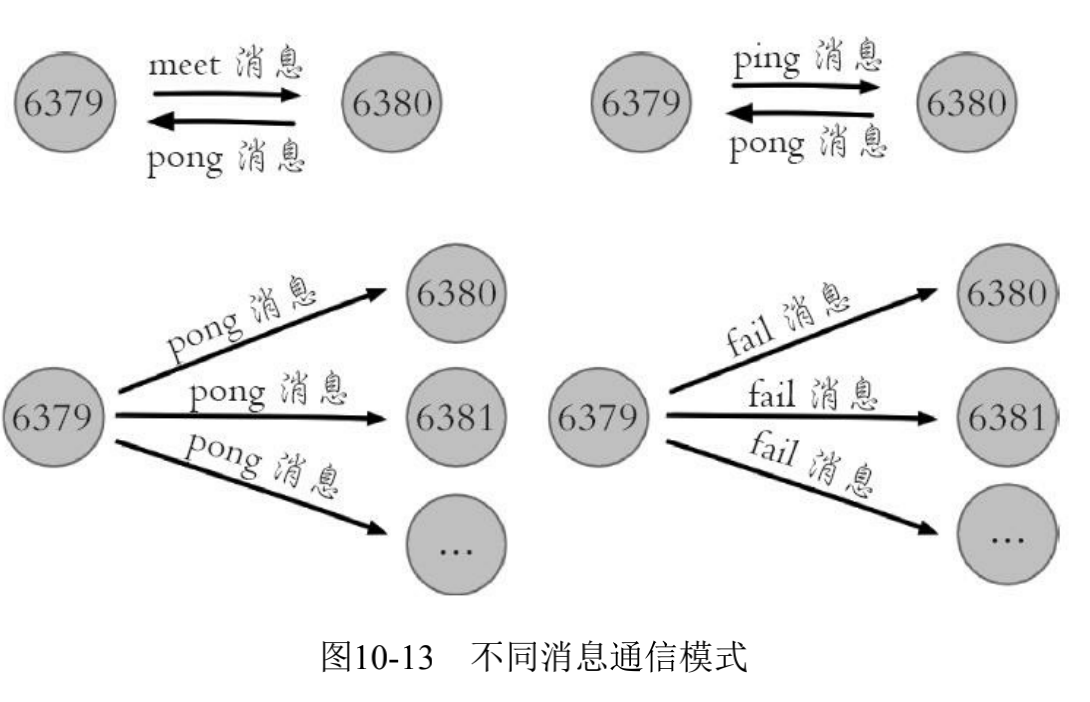 meet 消息
6379
6380
pong 消息
ping 消息
6379
6380
pong 消息
6380
pong 消息
6379
pong 消息
6381
pong 消息
...
6380
fail 消息
6379
fail 消息
6381
fail 消息
...
图10-13 不同消息通信模式